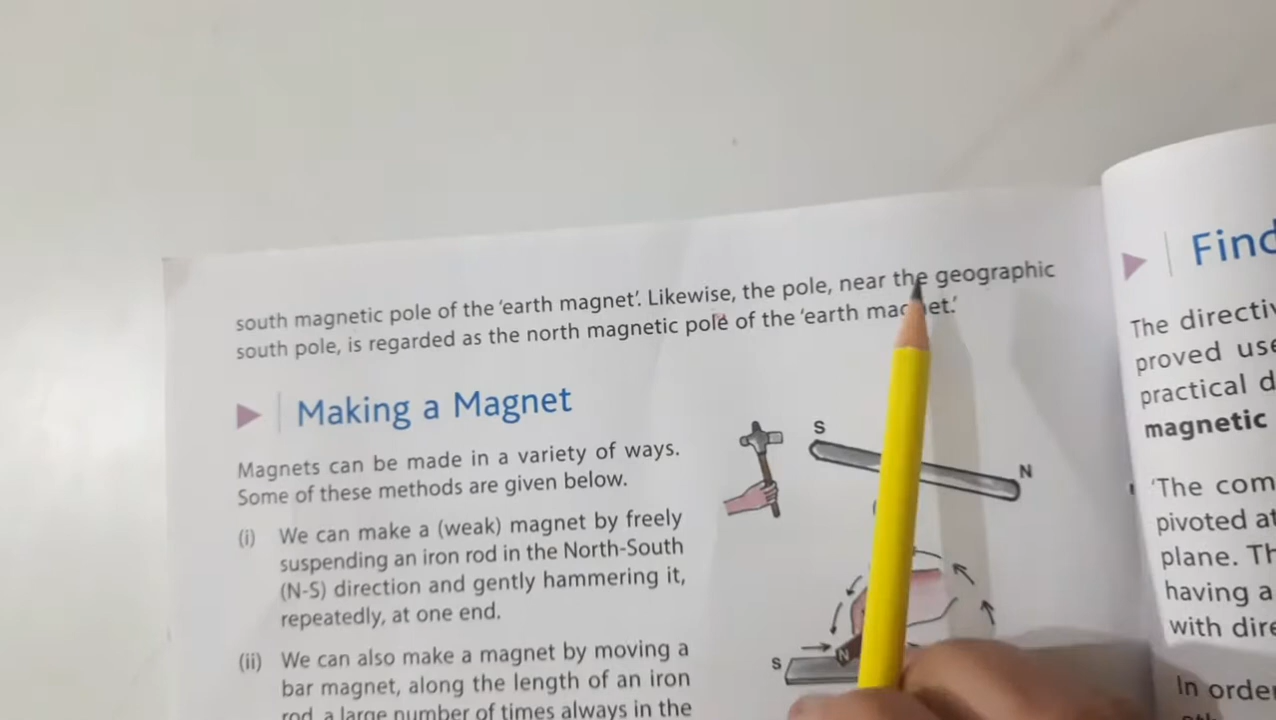 south magnetic pole of the 'earth magnet'. Likewise, the pole, near the geographic
south pole, is regarded as the north magnetic pole of the 'earth magnet.'
Making a Magnet
Magnets can be made in a variety of ways.
Some of these methods are given below.
(i) We can make a (weak) magnet by freely
suspending an iron rod in the North-South
(N-S) direction and gently hammering it,
repeatedly, at one end.
(ii) We can also make a magnet by moving a
bar magnet, along the length of an iron
rod, a large number of times always in the
S
N
S
N
Find
The directiv
proved use
practical d
magnetic
'The com
pivoted at
plane. Th
having a
with dire
In order